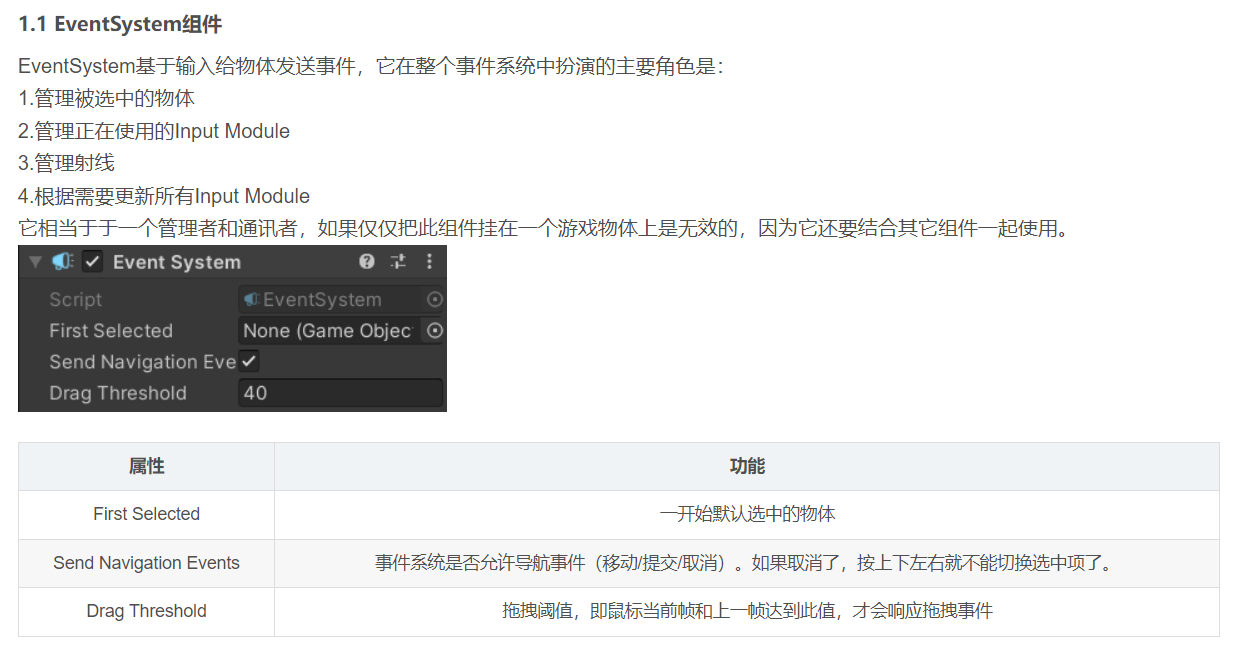 1.1 EventSystem组件
EventSystem基于输入给物体发送事件，它在整个事件系统中扮演的主要角色是：
1.管理被选中的物体
2.管理正在使用的Input Module
3.管理射线
4.根据需要更新所有Input Module
它相当于于一个管理者和通讯者，如果仅仅把此组件挂在一个游戏物体上是无效的，因为它还要结合其它组件一起使用。
Event System
Script EventSystem
First Selected None (Game Objec
Send Navigation Eve
Drag Threshold 40
属性 功能
First Selected 一开始默认选中的物体
Send Navigation Events 事件系统是否允许导航事件（移动/提交/取消）。如果取消了，按上下左右就不能切换选中项了。
Drag Threshold 拖拽阈值，即鼠标当前帧和上一帧达到此值，才会响应拖拽事件